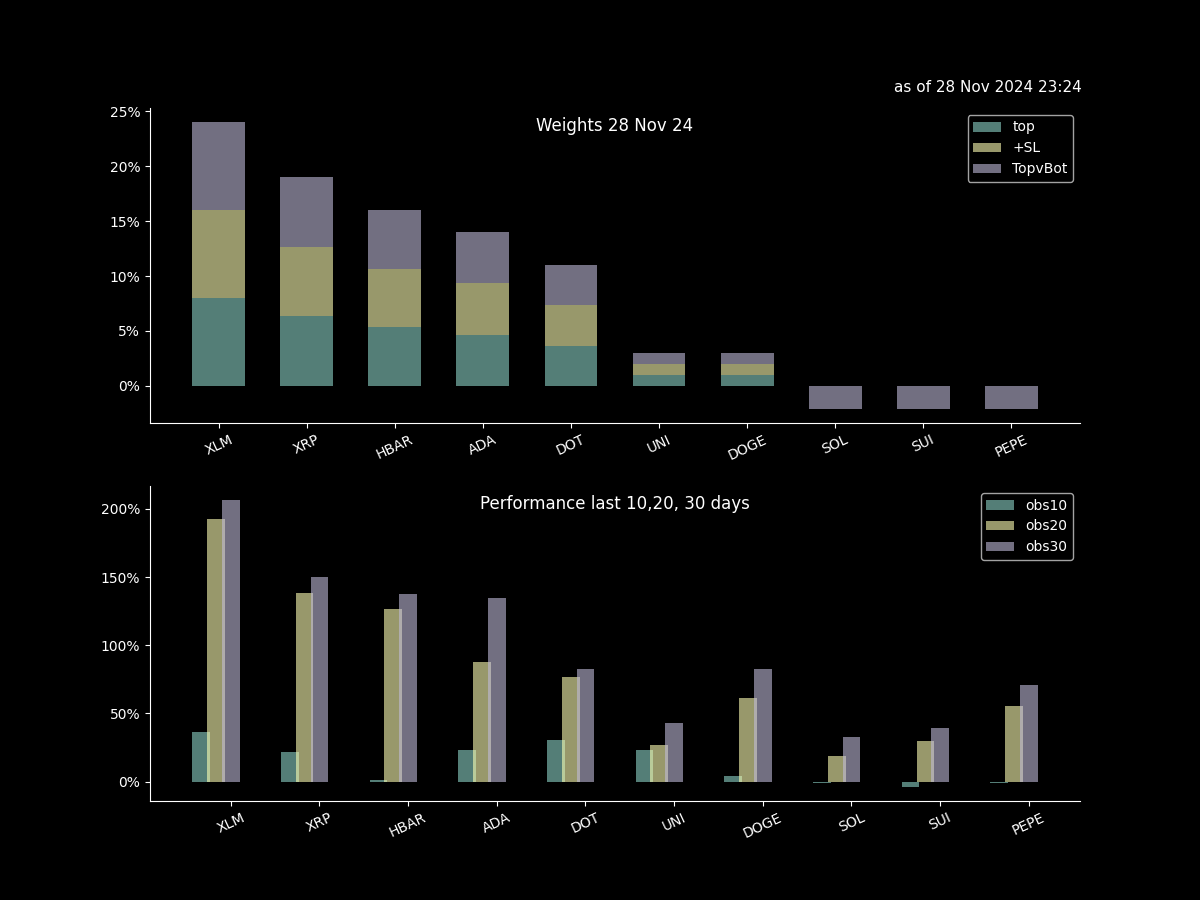 as of 28 Nov 2024 23:24
Weights 28 Nov 24
top
+SL
TopvBot
25%
20%
15%
10%
5%
0%
XLM XRP HBAR ADA DOT UNI DOGE SOL SUI PEPE
Performance last 10,20, 30 days
obs10
obs20
obs30
200%
150%
100%
50%
0%
XLM XRP HBAR ADA DOT UNI DOGE SOL SUI PEPE